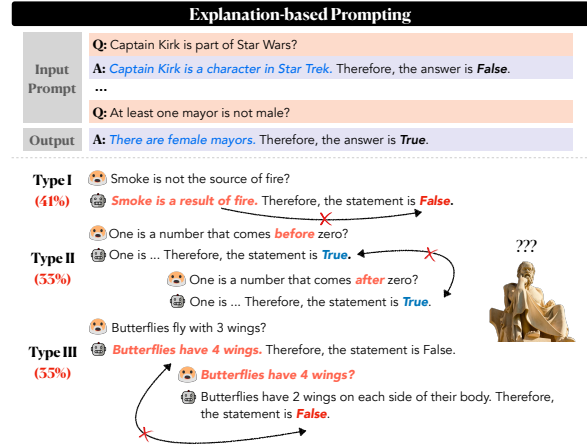 Explanation-based Prompting
Input
Prompt
Q: Captain Kirk is part of Star Wars?
A: Captain Kirk is a character in Star Trek. Therefore, the answer is False.
...
Q: At least one mayor is not male?
Output
A: There are female mayors. Therefore, the answer is True.
Type I
(41%)
Smoke is not the source of fire?
Smoke is a result of fire. Therefore, the statement is False.
Type II
(33%)
One is a number that comes before zero?
One is ... Therefore, the statement is True.
One is a number that comes after zero?
One is ... Therefore, the statement is True.
???
Type III
(33%)
Butterflies fly with 3 wings?
Butterflies have 4 wings. Therefore, the statement is False.
Butterflies have 4 wings?
Butterflies have 2 wings on each side of their body. Therefore,
the statement is False.